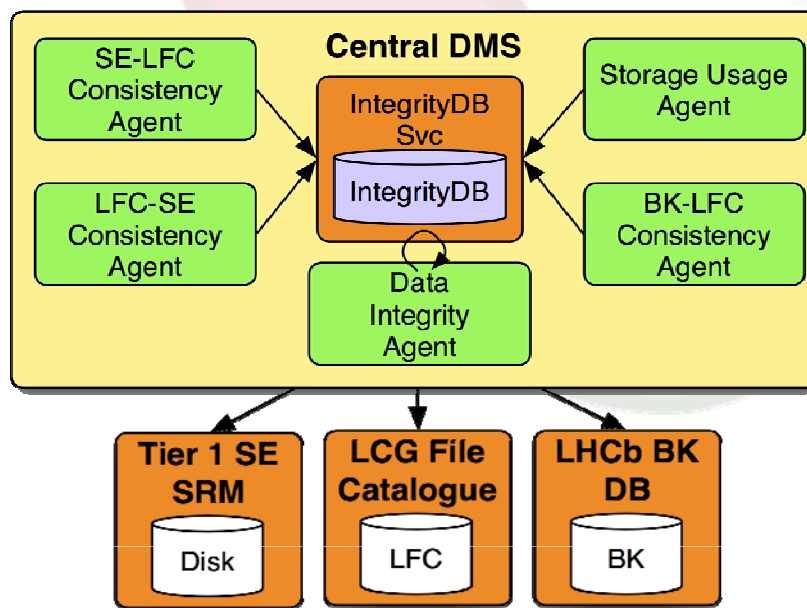 Central DMS
SE-LFC
Consistency
Agent
IntegrityDB
Svc
IntegrityDB
Storage Usage
Agent
LFC-SE
Consistency
Agent
BK-LFC
Consistency
Agent
Data
Integrity
Agent
Tier 1 SE
SRM
Disk
LCG File
Catalogue
LFC
LHCb BK
DB
BK